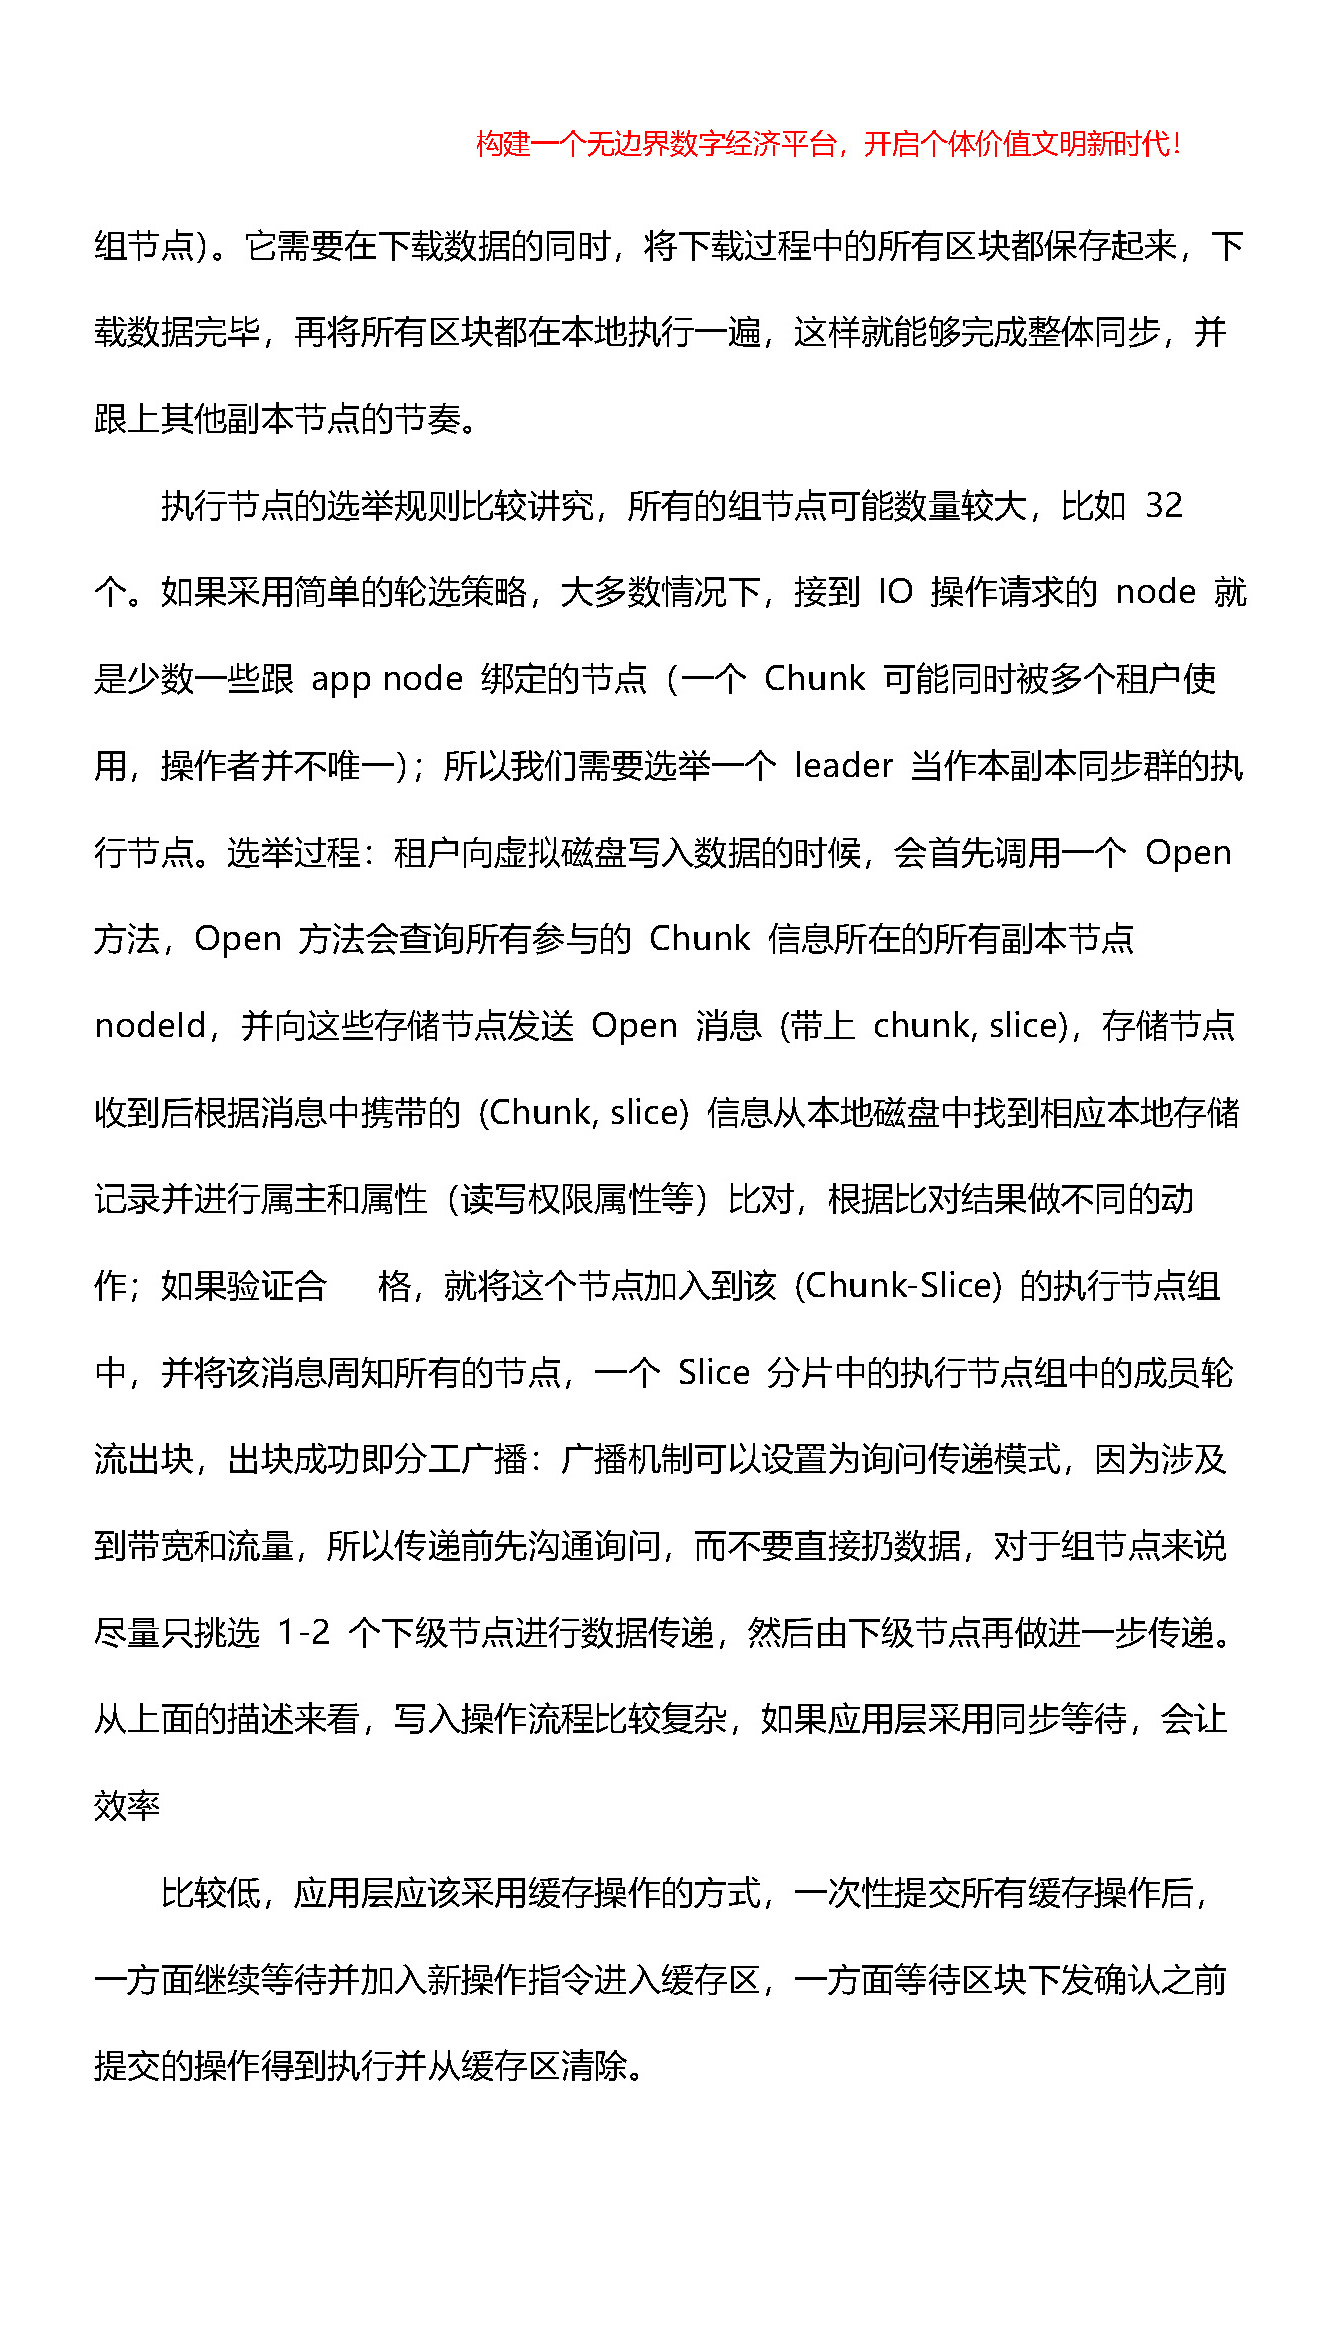 构建一个无边界数字经济平台，开启个体价值文明新时代！
组节点）。它需要在下载数据的同时，将下载过程中的所有区块都保存起来，下
载数据完毕，再将所有区块都在本地执行一遍，这样就能够完成整体同步，并
跟上其他副本节点的节奏。
执行节点的选举规则比较讲究，所有的组节点可能数量较大，比如 32
个。如果采用简单的轮选策略，大多数情况下，接到 IO 操作请求的 node 就
是少数一些跟 app node 绑定的节点（一个 Chunk 可能同时被多个租户使
用，操作者并不唯一）；所以我们需要选举一个 leader 当作本副本同步群的执
行节点。选举过程：租户向虚拟磁盘写入数据的时候，会首先调用一个 Open
方法，Open 方法会查询所有参与的 Chunk 信息所在的所有副本节点
nodeId，并向这些存储节点发送 Open 消息 (带上 chunk, slice)，存储节点
收到后根据消息中携带的 (Chunk, slice) 信息从本地磁盘中找到相应本地存储
记录并进行属主和属性（读写权限属性等）比对，根据比对结果做不同的动
作；如果验证合 格，就将这个节点加入到该 (Chunk-Slice) 的执行节点组
中，并将该消息周知所有的节点，一个 Slice 分片中的执行节点组中的成员轮
流出块，出块成功即分工广播：广播机制可以设置为询问传递模式，因为涉及
到带宽和流量，所以传递前先沟通询问，而不要直接扔数据，对于组节点来说
尽量只挑选 1-2 个下级节点进行数据传递，然后由下级节点再做进一步传递。
从上面的描述来看，写入操作流程比较复杂，如果应用层采用同步等待，会让
效率
比较低，应用层应该采用缓存操作的方式，一次性提交所有缓存操作后，
一方面继续等待并加入新操作指令进入缓存区，一方面等待区块下发确认之前
提交的操作得到执行并从缓存区清除。